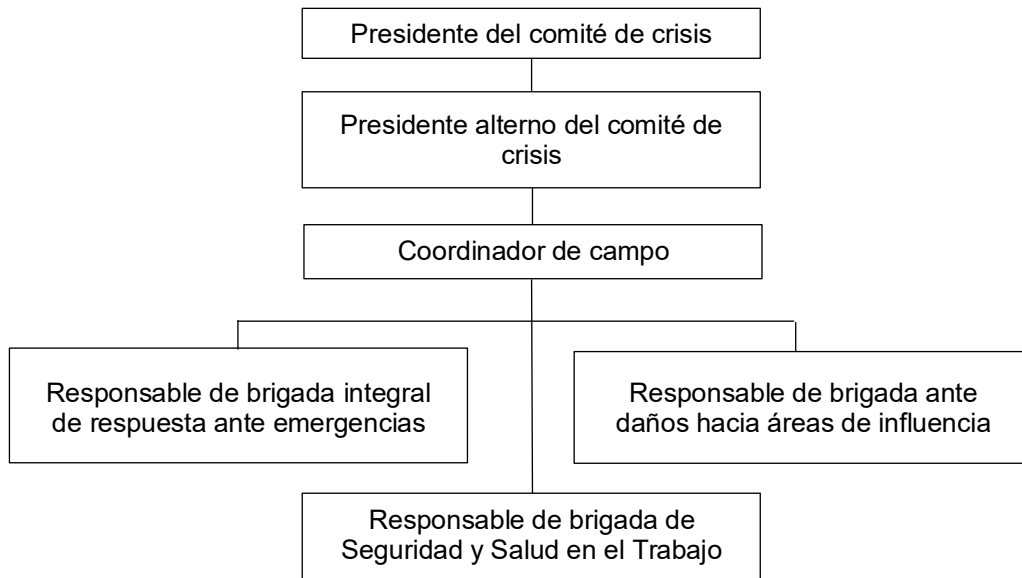 Presidente del comité de crisis
Presidente alterno del comité de
crisis
Coordinador de campo
Responsable de brigada integral
de respuesta ante emergencias
Responsable de brigada ante
daños hacia áreas de influencia
Responsable de brigada de
Seguridad y Salud en el Trabajo